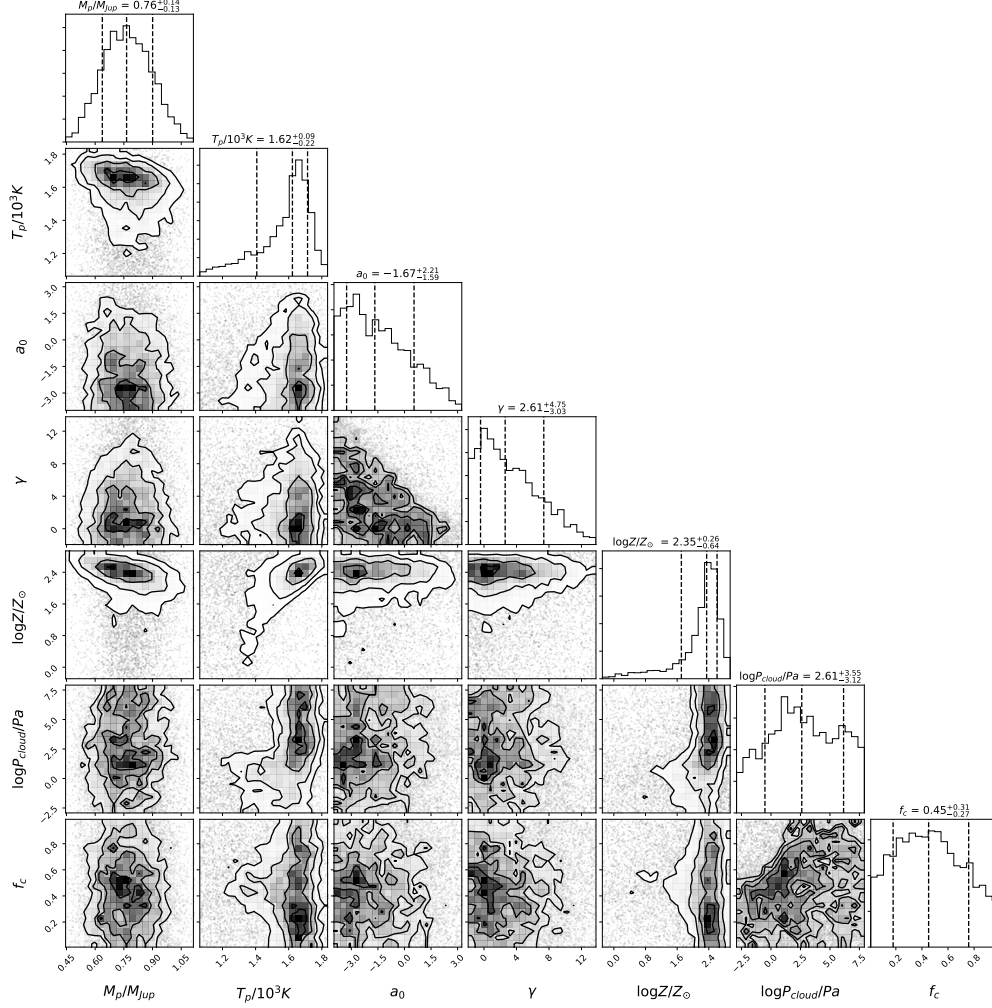 M_p/M_Jup = 0.76^{+0.14}_{-0.13}
T_p/10^3K = 1.62^{+0.09}_{-0.22}
1.8
1.6
1.4
1.2
T_p/10^3K
a_0 = −1.67^{+2.21}_{-1.59}
3.0
1.5
0.0
−1.5
−3.0
a_0
γ = 2.61^{+4.75}_{-3.03}
12
8
4
0
γ
logZ/Z_⊙ = 2.35^{+0.26}_{-0.64}
2.4
1.6
0.8
0.0
logZ/Z_⊙
logP_cloud/Pa = 2.61^{+3.55}_{-3.12}
7.5
5.0
2.5
0.0
−2.5
logP_cloud/Pa
f_c = 0.45^{+0.31}_{-0.27}
0.8
0.6
0.4
0.2
f_c
0.45 0.60 0.75 0.90 1.05 1.2 1.4 1.6 1.8 −3.0 −1.5 0.0 1.5 3.0 0 4 8 12 0.0 0.8 1.6 2.4 −2.5 0.0 2.5 5.0 7.5 0.2 0.4 0.6 0.8
M_p/M_Jup T_p/10^3K a_0 γ logZ/Z_⊙ logP_cloud/Pa f_c